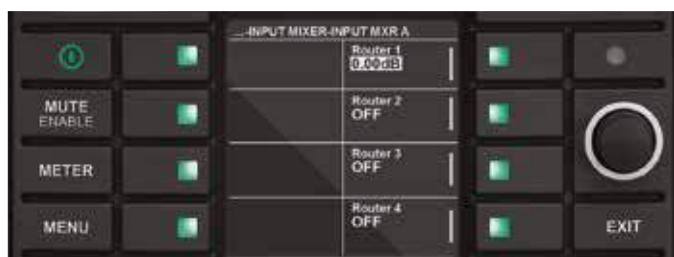 ...-INPUT MIXER-INPUT MXR A
Router 1
0.00dB
MUTE
ENABLE
Router 2
OFF
METER
Router 3
OFF
MENU
Router 4
OFF
EXIT